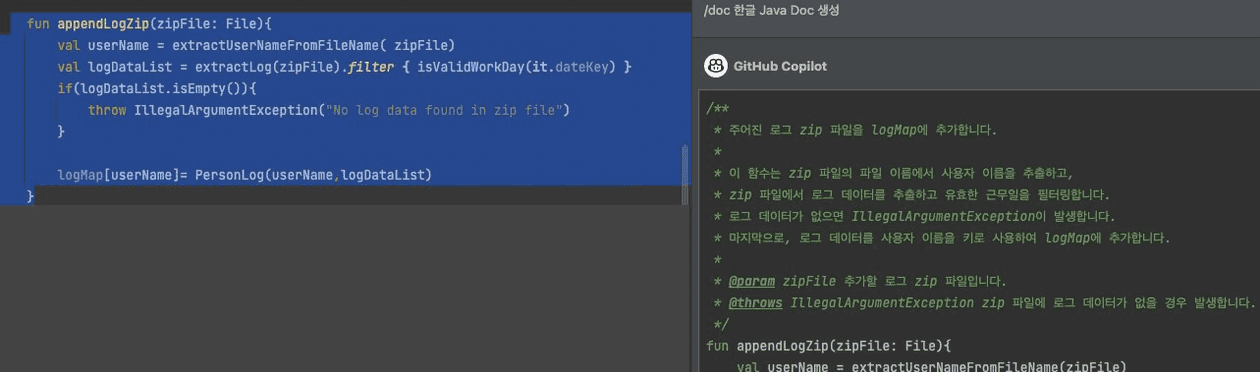 fun appendLogZip(zipFile: File){
val userName = extractUserNameFromFileName( zipFile)
val logDataList = extractLog(zipFile).filter { isValidWorkDay(it.dateKey) }
if(logDataList.isEmpty()){
throw IllegalArgumentException("No log data found in zip file")
}
logMap[userName]= PersonLog(userName,logDataList)
}
/doc 한글 Java Doc 생성
GitHub Copilot
/**
* 주어진 로그 zip 파일을 logMap에 추가합니다.
*
* 이 함수는 zip 파일의 파일 이름에서 사용자 이름을 추출하고,
* zip 파일에서 로그 데이터를 추출하고 유효한 근무일을 필터링합니다.
* 로그 데이터가 없으면 IllegalArgumentException이 발생합니다.
* 마지막으로, 로그 데이터를 사용자 이름을 키로 사용하여 logMap에 추가합니다.
*
* @param zipFile 추가할 로그 zip 파일입니다.
* @throws IllegalArgumentException zip 파일에 로그 데이터가 없을 경우 발생합니다.
*/
fun appendLogZip(zipFile: File){
val userName = extractUserNameFromFileName(zipFile)